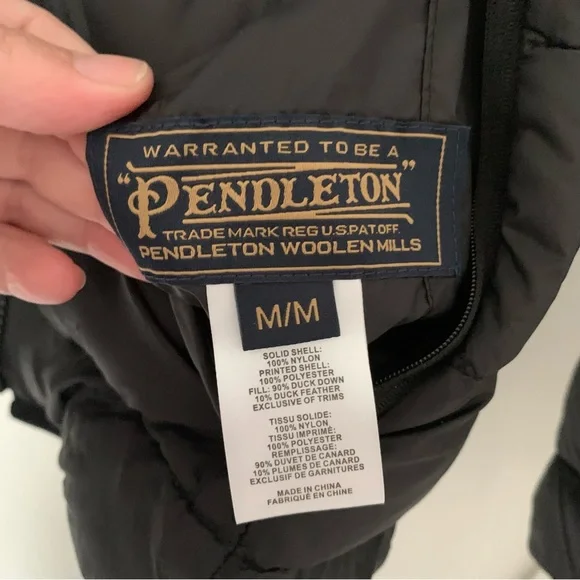 WARRANTED TO BE A
"PENDLETON"
TRADE MARK REG U.S.PAT.OFF.
PENDLETON WOOLEN MILLS
M/M
SOLID SHELL:
100% NYLON
PRINTED SHELL:
100% POLYESTER
FILL: 90% DUCK DOWN
10% DUCK FEATHER
EXCLUSIVE OF TRIMS
TISSU SOLIDE:
100% NYLON
TISSU IMPRIMÉ:
100% POLYESTER
REMPLISSAGE:
90% DUVET DE CANARD
10% PLUMES DE CANARD
EXCLUSIF DE GARNITURES
MADE IN CHINA
FABRIQUÉ EN CHINE